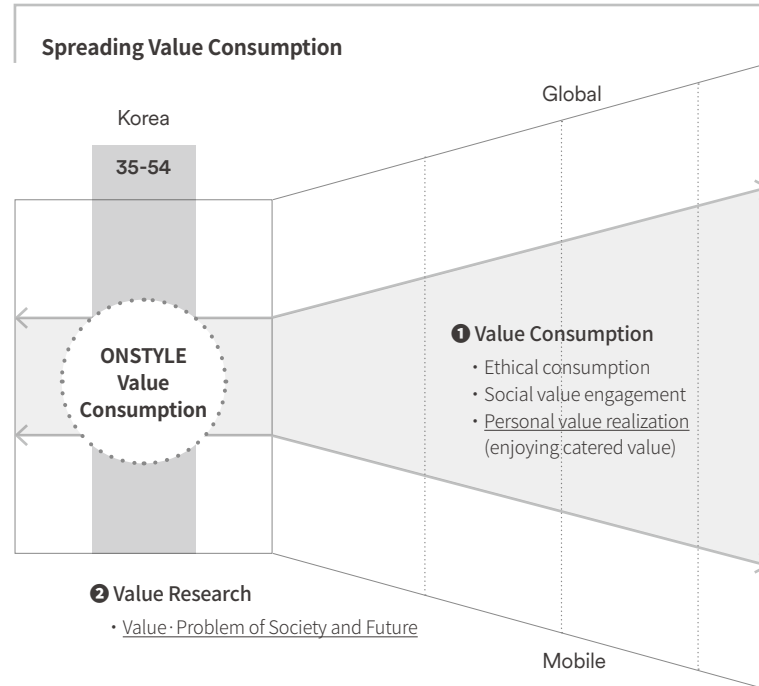 Spreading Value Consumption
Korea
35-54
Global
ONSTYLE
Value
Consumption
❶ Value Consumption
· Ethical consumption
· Social value engagement
· Personal value realization
(enjoying catered value)
❷ Value Research
· Value · Problem of Society and Future
Mobile